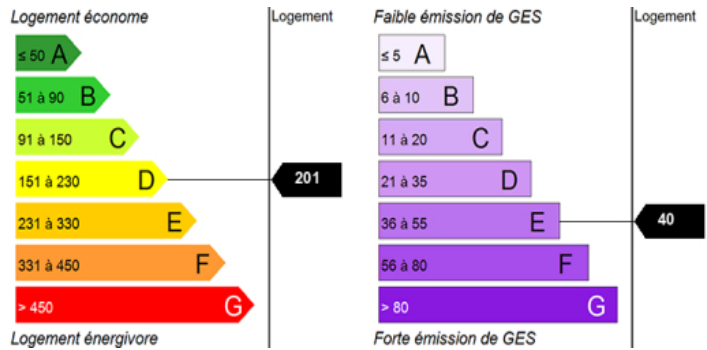 Logement économe
Logement
≤ 50 A
51 à 90 B
91 à 150 C
151 à 230 D
201
231 à 330 E
331 à 450 F
> 450 G
Logement énergivore
Faible émission de GES
Logement
≤ 5 A
6 à 10 B
11 à 20 C
21 à 35 D
36 à 55 E
40
56 à 80 F
> 80 G
Forte émission de GES